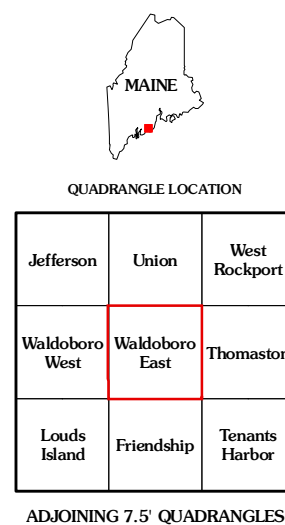 MAINE
QUADRANGLE LOCATION
Jefferson
Union
West
Rockport
Waldoboro
West
Waldoboro
East
Thomaston
Louds
Island
Friendship
Tenants
Harbor
ADJOINING 7.5' QUADRANGLES